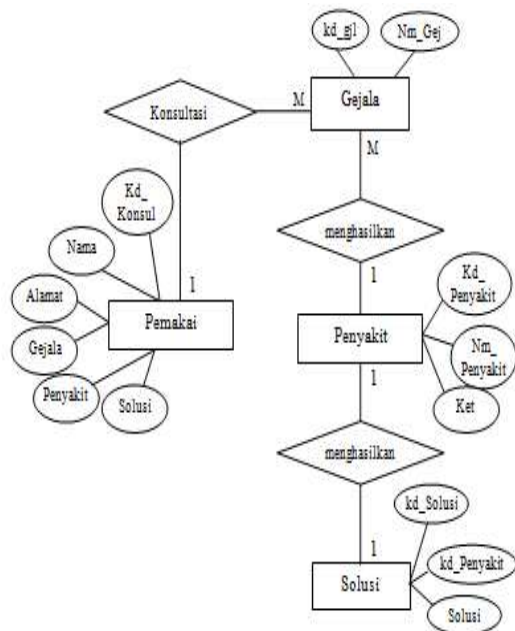 kd_gjl
Nm_Gej
Gejala
M
Konsultasi
M
Kd_
Konsul
menghasilkan
Nama
1
1
Kd_
Penyakit
Alamat
Pemakai
Penyakit
Gejala
Nm_
Penyakit
1
Penyakit
Solusi
Ket
menghasilkan
kd_Solusi
1
kd_Penyakit
Solusi
Solusi